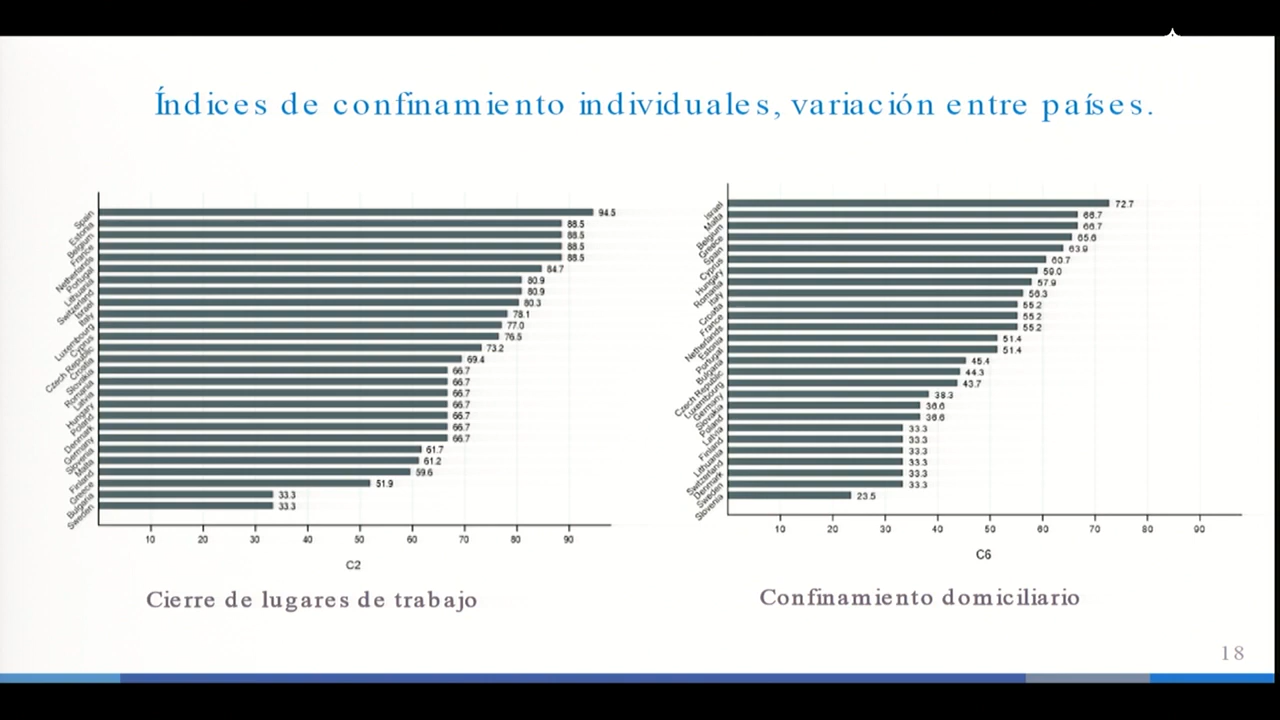 Índices de confinamiento individuales, variación entre países.
Spain 94.5
Estonia 88.5
Belgium 88.5
France 88.5
Netherlands 88.5
Portugal 84.7
Lithuania 80.9
Switzerland 80.9
Israel 80.3
Italy 78.1
Luxembourg 77.0
Cyprus 76.5
Czech Republic 73.2
Croatia 69.4
Slovakia 66.7
Romania 66.7
Latvia 66.7
Hungary 66.7
Poland 66.7
Denmark 66.7
Germany 66.7
Slovenia 61.7
Malta 61.2
Finland 59.6
Greece 51.9
Bulgaria 33.3
Sweden 33.3
10 20 30 40 50 60 70 80 90
C2
Cierre de lugares de trabajo
Israel 72.7
Malta 66.7
Belgium 66.7
Greece 65.6
Spain 63.9
Cyprus 60.7
Hungary 59.0
Romania 57.9
Italy 56.3
Croatia 55.2
France 55.2
Netherlands 55.2
Estonia 51.4
Portugal 51.4
Bulgaria 45.4
Czech Republic 44.3
Luxembourg 43.7
Germany 38.3
Slovakia 36.6
Poland 36.6
Latvia 33.3
Finland 33.3
Lithuania 33.3
Switzerland 33.3
Denmark 33.3
Sweden 33.3
Slovenia 23.5
10 20 30 40 50 60 70 80 90
C6
Confinamiento domiciliario
18